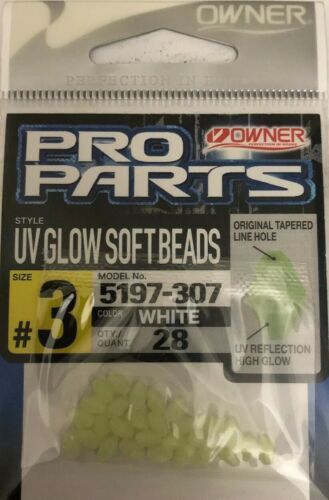 OWNER
PRO
PARTS
OWNER
PERFECTION IN HOOKS
STYLE
UV GLOW SOFT BEADS
ORIGINAL TAPERED
LINE HOLE
SIZE
#3
MODEL No.
5197-307
COLOR
WHITE
QTY./
QUANT.
28
UV REFLECTION
HIGH GLOW